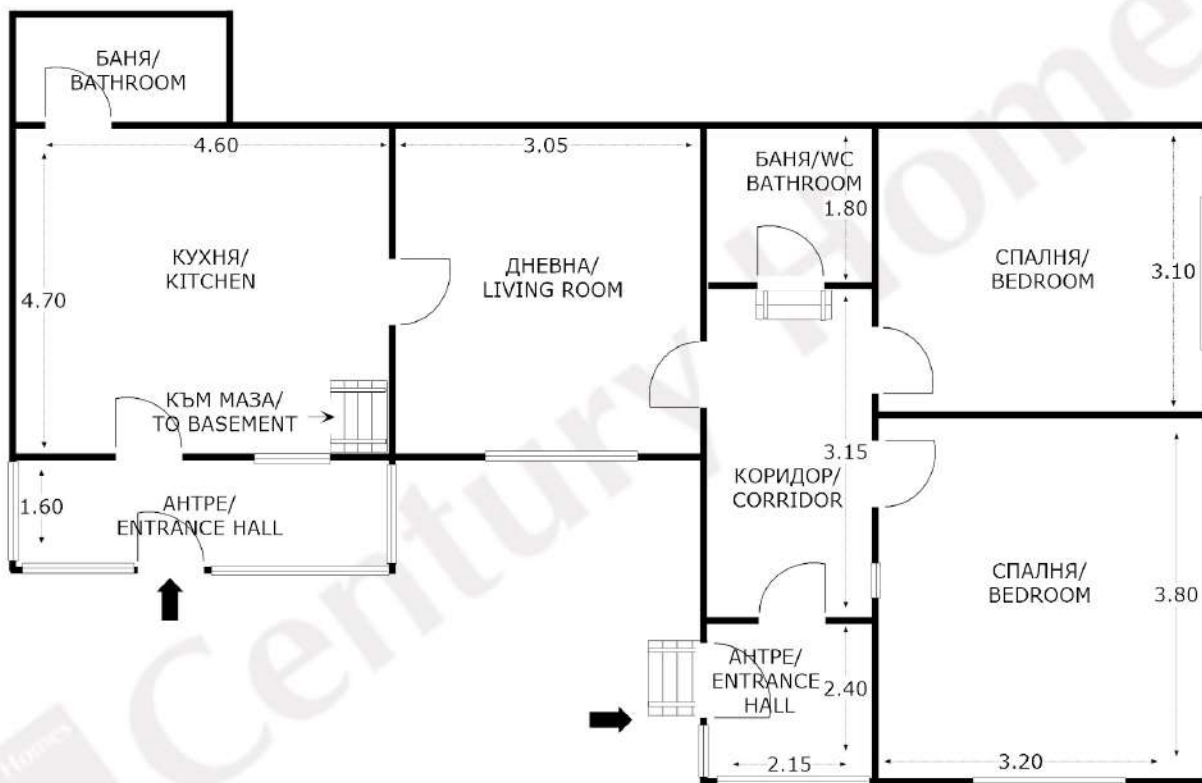 БАНЯ/
BATHROOM
4.60
3.05
БАНЯ/WC
BATHROOM
1.80
КУХНЯ/
KITCHEN
4.70
ДНЕВНА/
LIVING ROOM
СПАЛНЯ/
BEDROOM
3.10
КЪМ МАЗА/
TO BASEMENT
3.15
КОРИДОР/
CORRIDOR
1.60
АНТРЕ/
ENTRANCE HALL
СПАЛНЯ/
BEDROOM
3.80
АНТРЕ/
ENTRANCE
HALL
2.40
2.15
3.20
Century Home
Homes